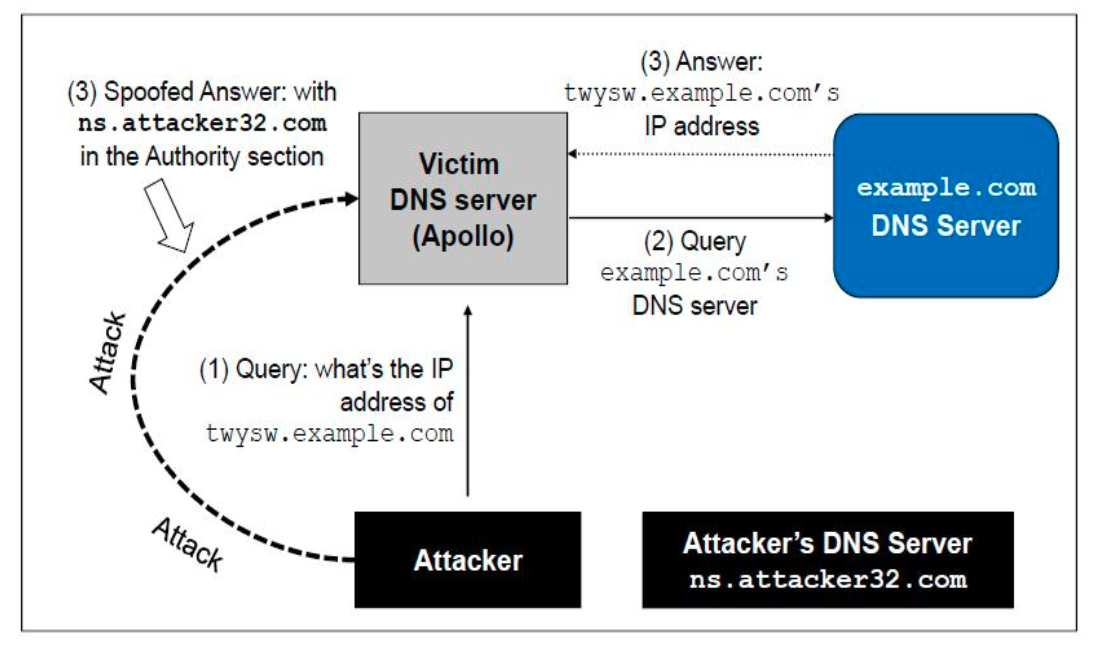 (3) Spoofed Answer: with
ns.attacker32.com
in the Authority section
(3) Answer:
twysw.example.com's
IP address
Victim
DNS server
(Apollo)
example.com
DNS Server
(2) Query
example.com's
DNS server
Attack
(1) Query: what's the IP
address of
twysw.example.com
Attack
Attacker
Attacker's DNS Server
ns.attacker32.com